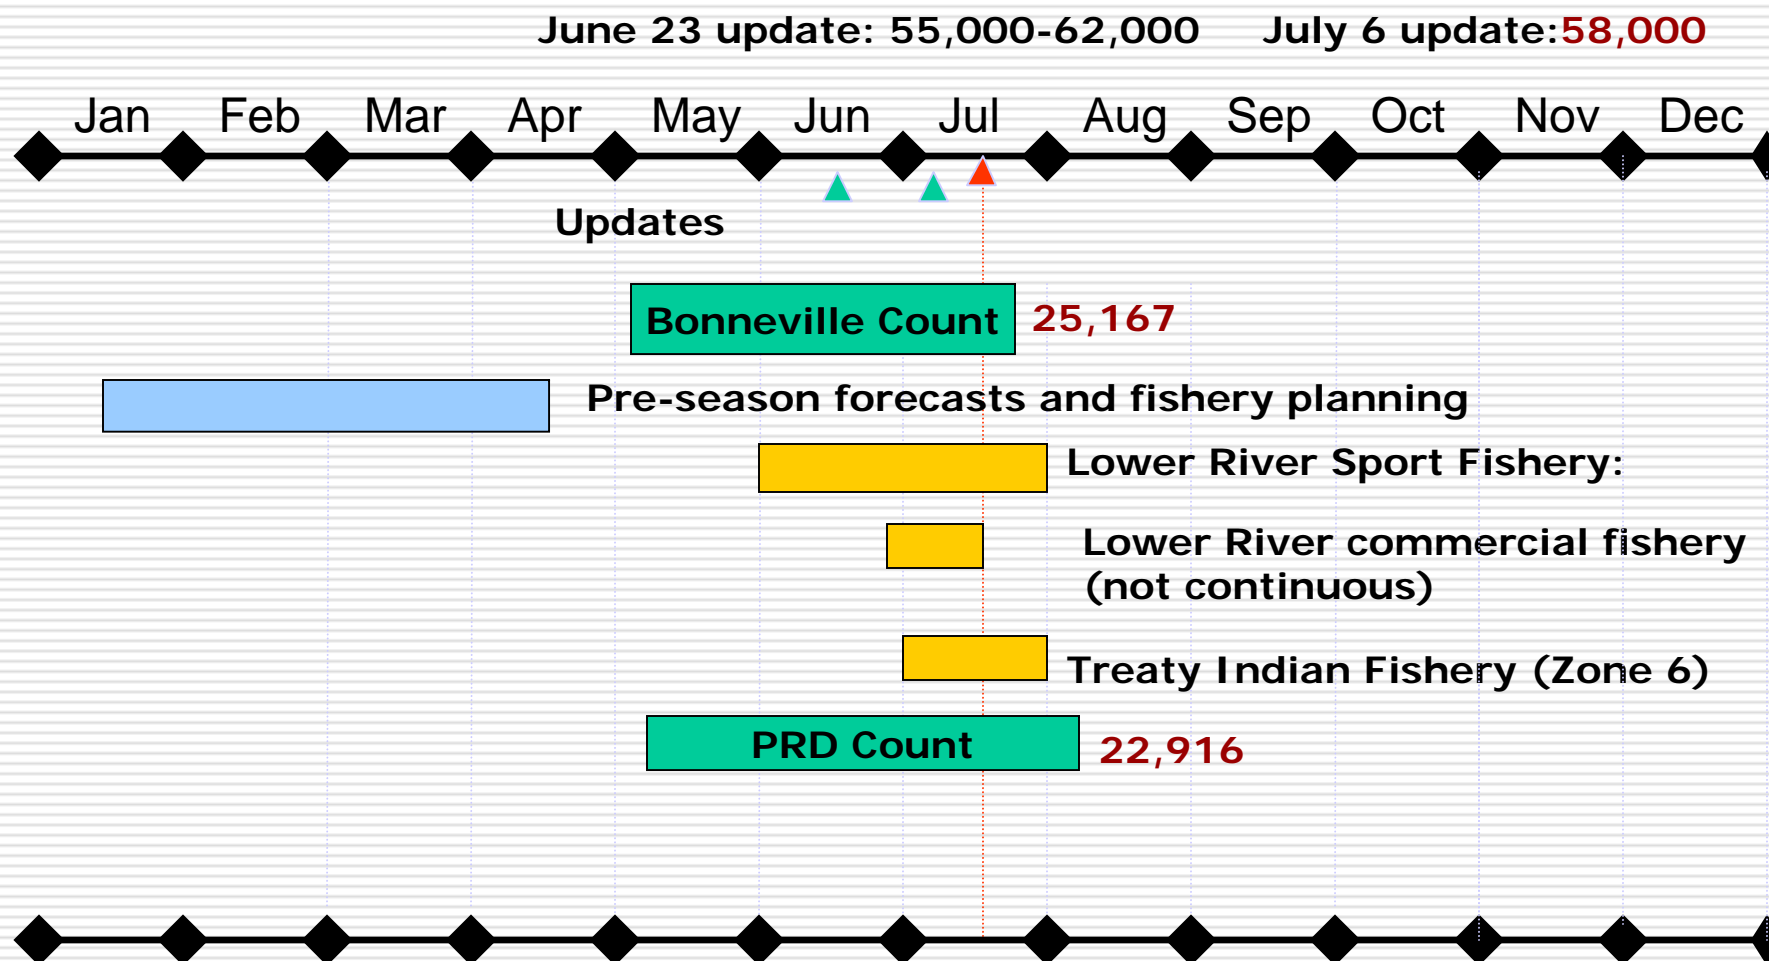 June 23 update: 55,000-62,000 July 6 update:58,000
Jan Feb Mar Apr May Jun Jul Aug Sep Oct Nov Dec
Updates
Bonneville Count 25,167
Pre-season forecasts and fishery planning
Lower River Sport Fishery:
Lower River commercial fishery
(not continuous)
Treaty Indian Fishery (Zone 6)
PRD Count 22,916